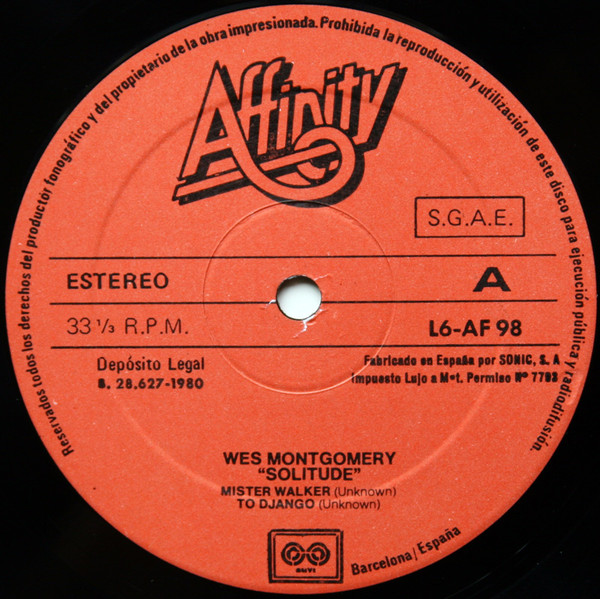 Reservados todos los derechos del productor fonográfico y del propietario de la obra impresionada. Prohibida la reproducción y utilización de este disco para ejecución pública y radiodifusión.
Affinity
S.G.A.E.
ESTEREO
A
33 1/3 R.P.M.
L6-AF 98
Depósito Legal
B. 28.627-1980
Fabricado en España por SONIC, S. A
Impuesto Lujo a Mt. Permiso Nº 7793
WES MONTGOMERY
"SOLITUDE"
MISTER WALKER (Unknown)
TO DJANGO (Unknown)
Barcelona/España